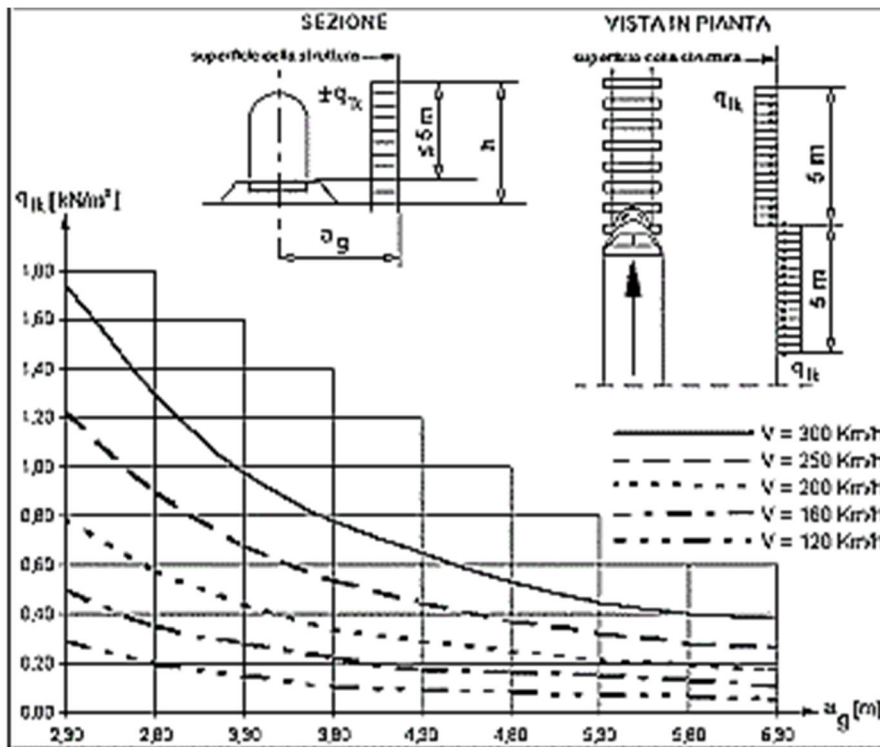 SEZIONE
VISTA IN PIANTA
superficie della struttura
superficie della struttura
±q1k
≤5 m
h
ag
q1k
5 m
5 m
q1k
q1k [kN/m²]
1,80
1,60
1,40
1,20
1,00
0,80
0,60
0,40
0,20
0,00
V = 300 Km/h
V = 250 Km/h
V = 200 Km/h
V = 160 Km/h
V = 120 Km/h
2,30 2,80 3,30 3,80 4,30 4,80 5,30 5,80 6,30
ag [m]